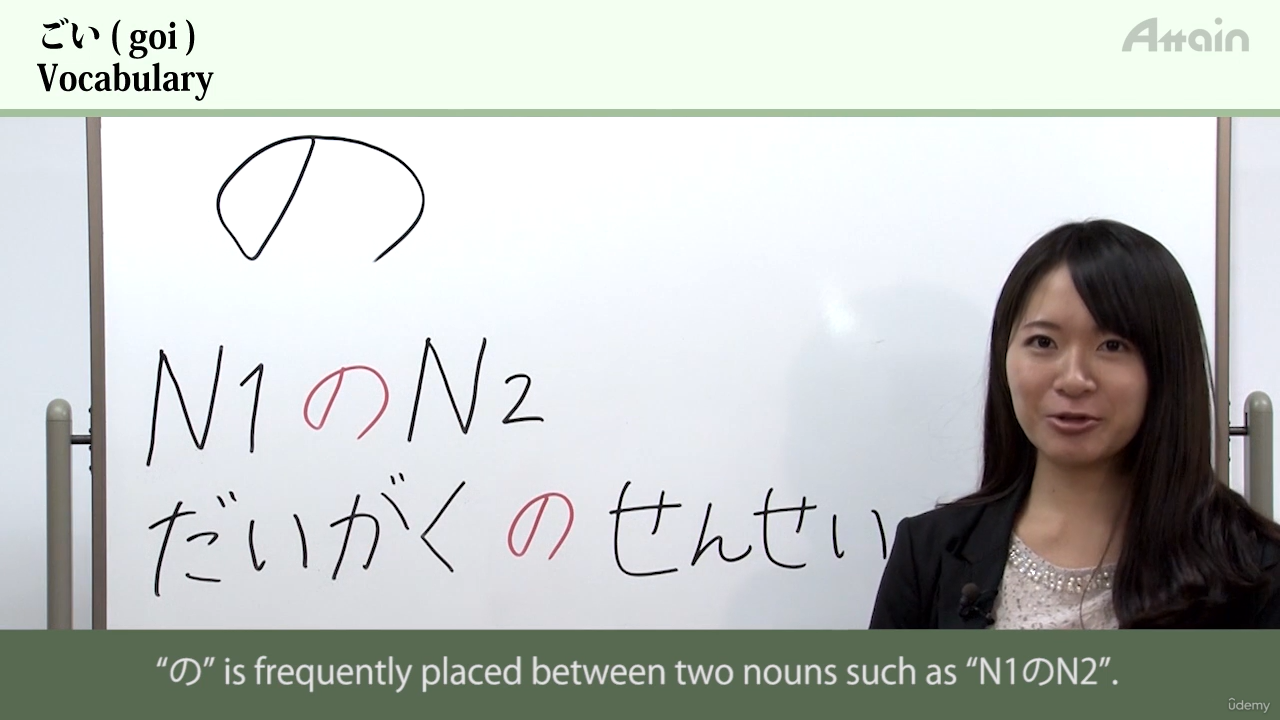 ごい ( goi )
Vocabulary
Attain
の
N1 の N2
だいがく の せんせい
“の” is frequently placed between two nouns such as “N1のN2”.
ûdemy